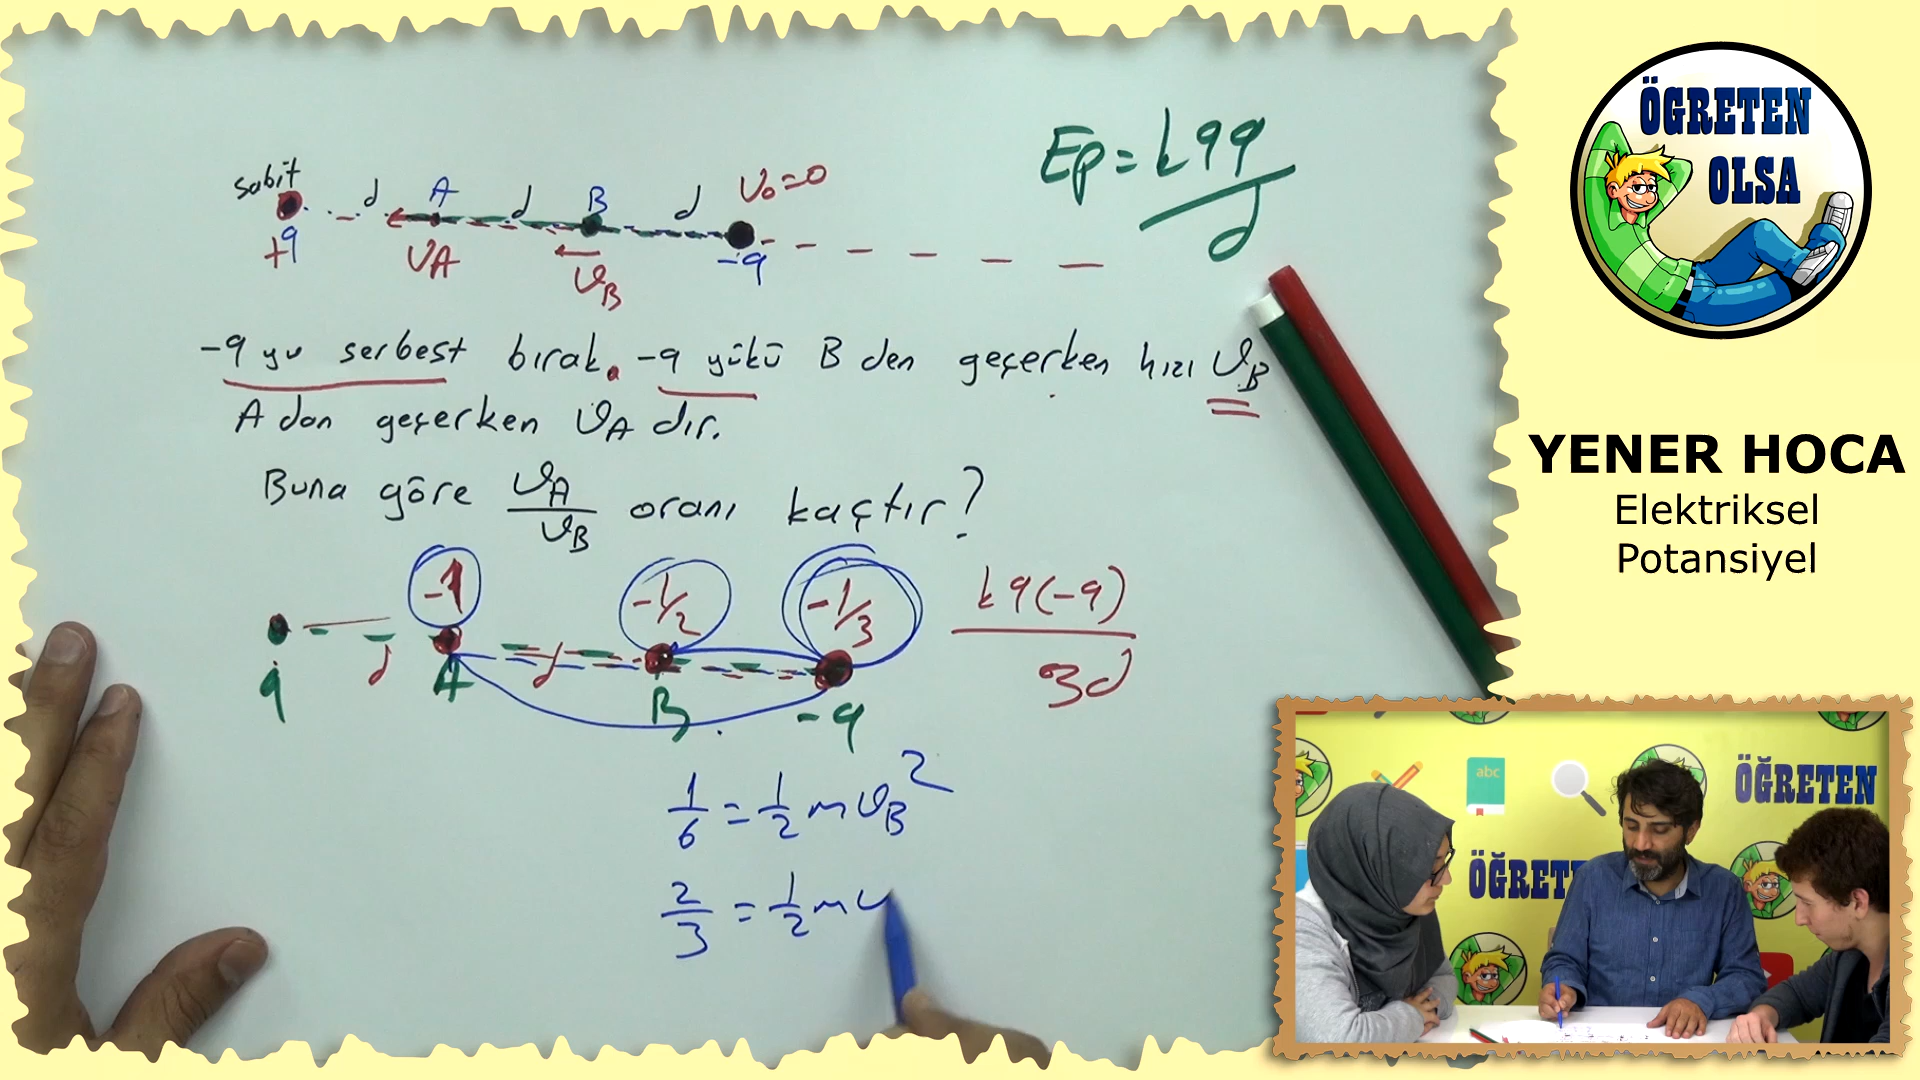 sabit
d A d B d V₀=0
+q VA VB -q
Ep = kqq / d
-q yu serbest bırak. -q yükü B den geçerken hızı VB
A dan geçerken VA dır.
Buna göre VA / VB oranı kaçtır?
-1 -1/2 -1/3 kq(-q) / 3d
q d A d B -q
1/6 = 1/2 m VB²
2/3 = 1/2 m V
ÖGRETEN
OLSA
YENER HOCA
Elektriksel
Potansiyel
abc
ÖĞRETEN
ÖĞRET